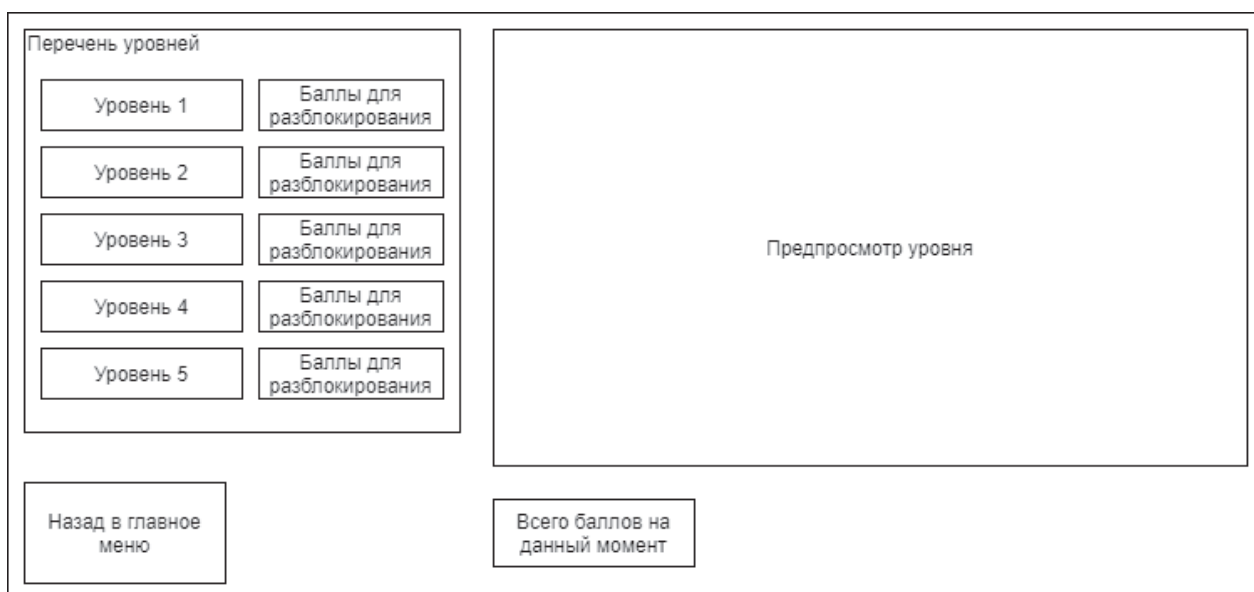 Перечень уровней
Уровень 1
Баллы для
разблокирования
Уровень 2
Баллы для
разблокирования
Уровень 3
Баллы для
разблокирования
Уровень 4
Баллы для
разблокирования
Уровень 5
Баллы для
разблокирования
Предпросмотр уровня
Назад в главное
меню
Всего баллов на
данный момент